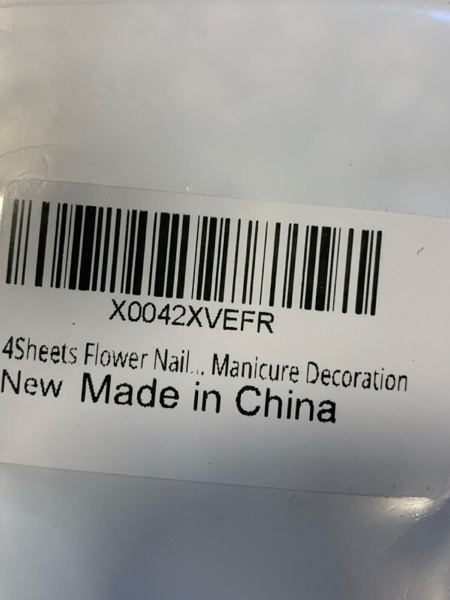 X0042XVEFR
4Sheets Flower Nail... Manicure Decoration
New Made in China